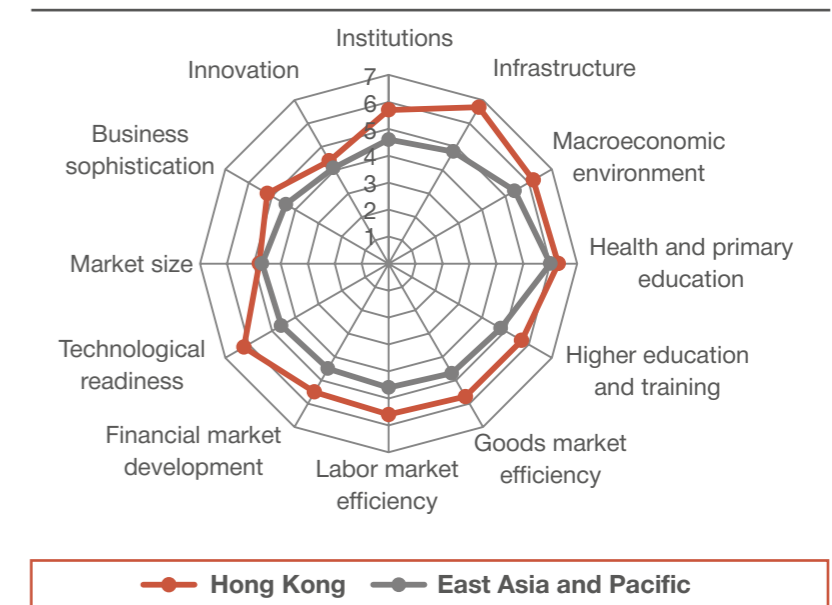 Institutions
Innovation
Infrastructure
7
6
5
4
3
2
1
Business
sophistication
Macroeconomic
environment
Market size
Health and primary
education
Technological
readiness
Higher education
and training
Financial market
development
Labor market
efficiency
Goods market
efficiency
Hong Kong East Asia and Pacific